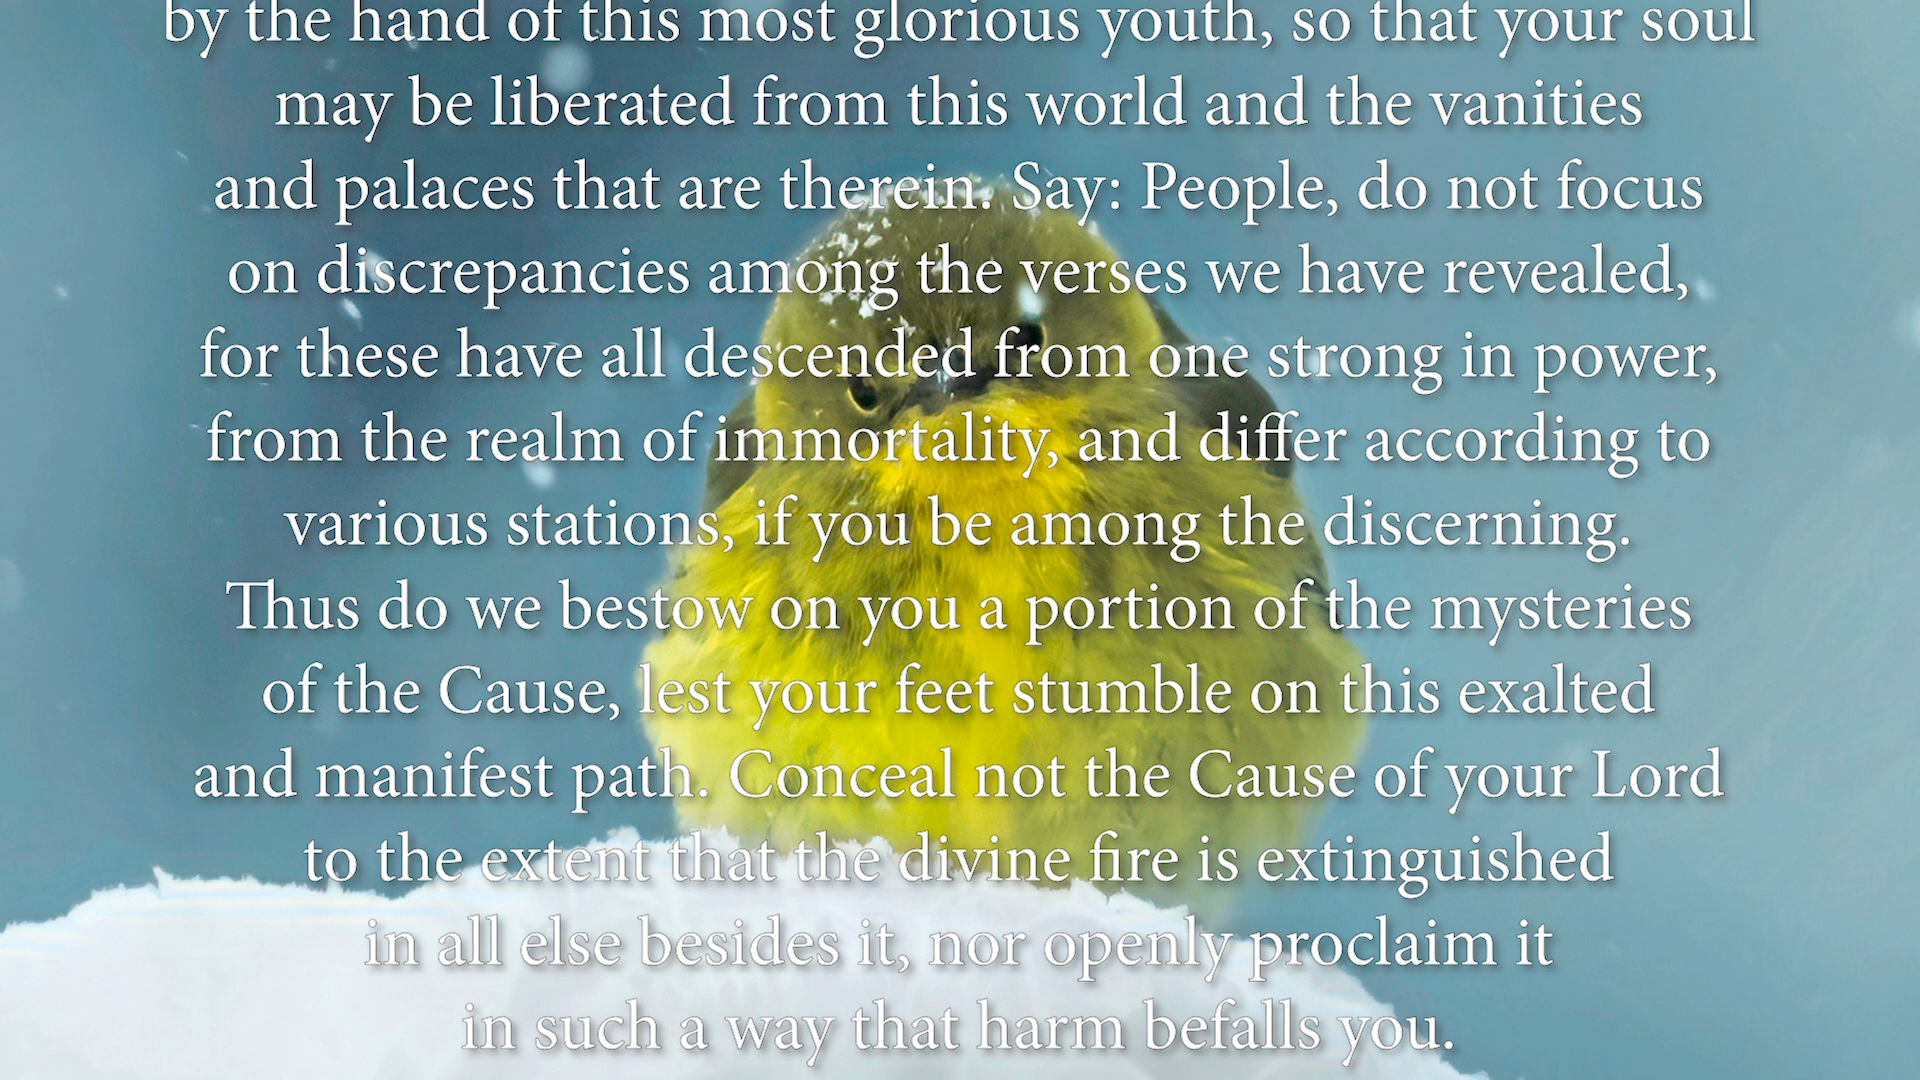 by the hand of this most glorious youth, so that your soul
may be liberated from this world and the vanities
and palaces that are therein. Say: People, do not focus
on discrepancies among the verses we have revealed,
for these have all descended from one strong in power,
from the realm of immortality, and differ according to
various stations, if you be among the discerning.
Thus do we bestow on you a portion of the mysteries
of the Cause, lest your feet stumble on this exalted
and manifest path. Conceal not the Cause of your Lord
to the extent that the divine fire is extinguished
in all else besides it, nor openly proclaim it
in such a way that harm befalls you.